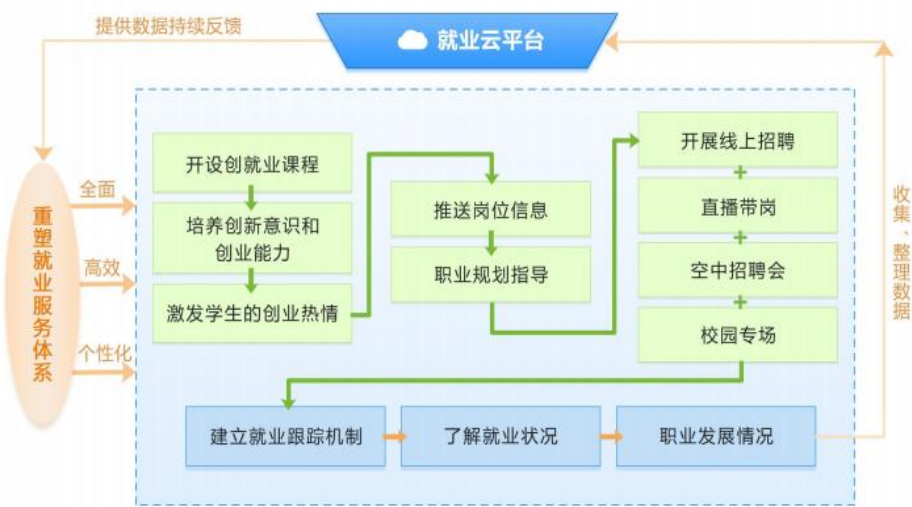 提供数据持续反馈
就业云平台
重塑就业服务体系
全面
高效
个性化
开设创就业课程
培养创新意识和
创业能力
激发学生的创业热情
推送岗位信息
职业规划指导
开展线上招聘
+
直播带岗
+
空中招聘会
+
校园专场
建立就业跟踪机制
了解就业状况
职业发展情况
收集、整理数据